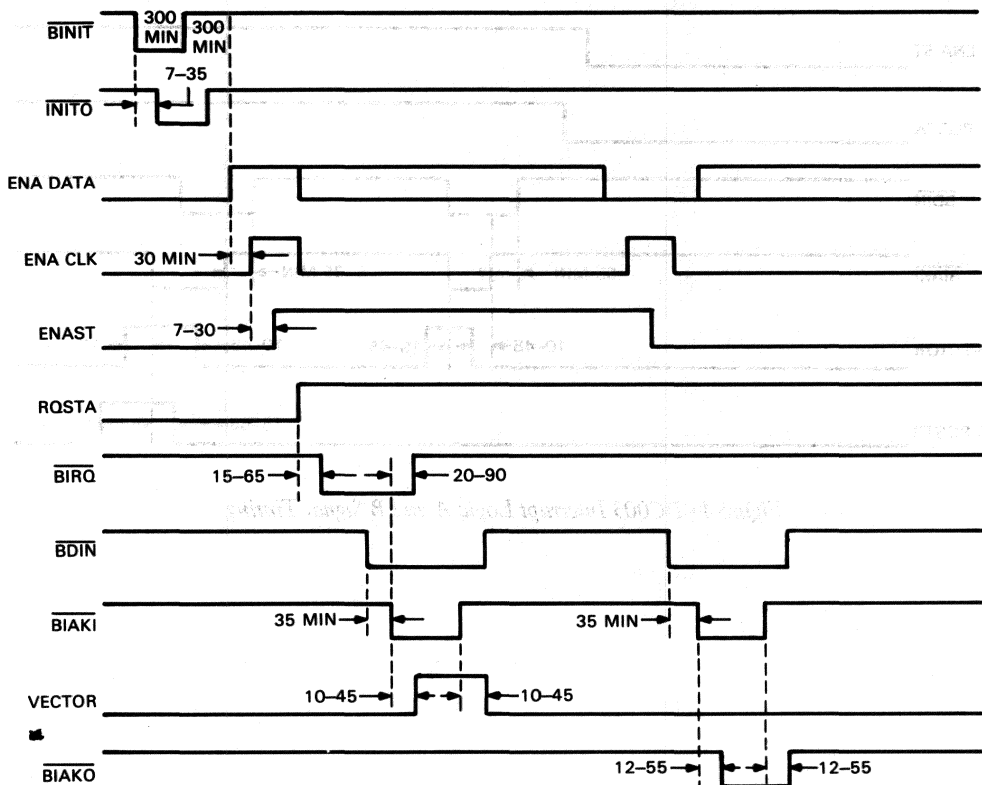 300
MIN
300
MIN
BINIT
7–35
INITO
ENA DATA
ENA CLK
30 MIN
ENAST
7–30
RQSTA
BIRQ
15–65
20–90
BDIN
BIAKI
35 MIN
35 MIN
VECTOR
10–45
10–45
BIAKO
12–55
12–55